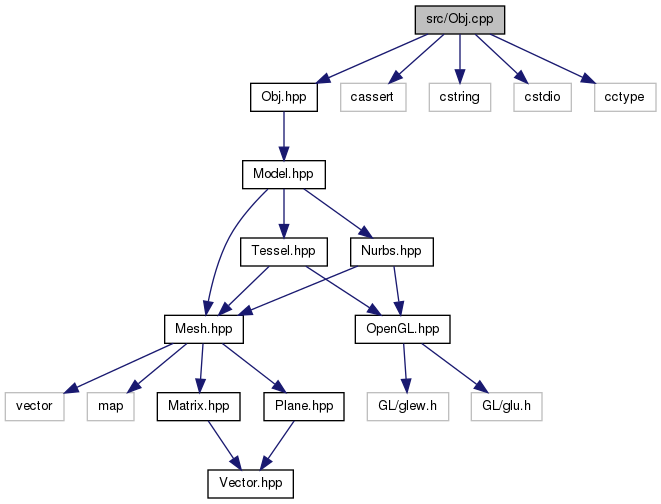 src/Obj.cpp
Obj.hpp
cassert
cstring
cstdio
cctype
Model.hpp
Tessel.hpp
Nurbs.hpp
Mesh.hpp
OpenGL.hpp
vector
map
Matrix.hpp
Plane.hpp
GL/glew.h
GL/glu.h
Vector.hpp